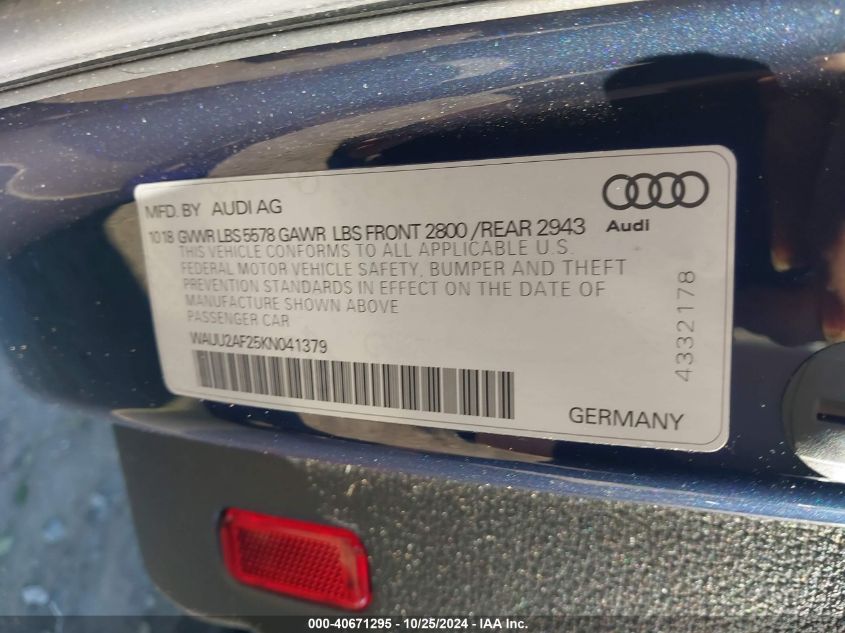 MFD. BY AUDI AG
Audi
10 18 GVWR LBS 5578 GAWR LBS FRONT 2800 / REAR 2943
THIS VEHICLE CONFORMS TO ALL APPLICABLE U.S.
FEDERAL MOTOR VEHICLE SAFETY, BUMPER AND THEFT
PREVENTION STANDARDS IN EFFECT ON THE DATE OF
MANUFACTURE SHOWN ABOVE
PASSENGER CAR
WAUU2AF25KN041379
4332178
GERMANY
000-40671295 - 10/25/2024 - IAA Inc.